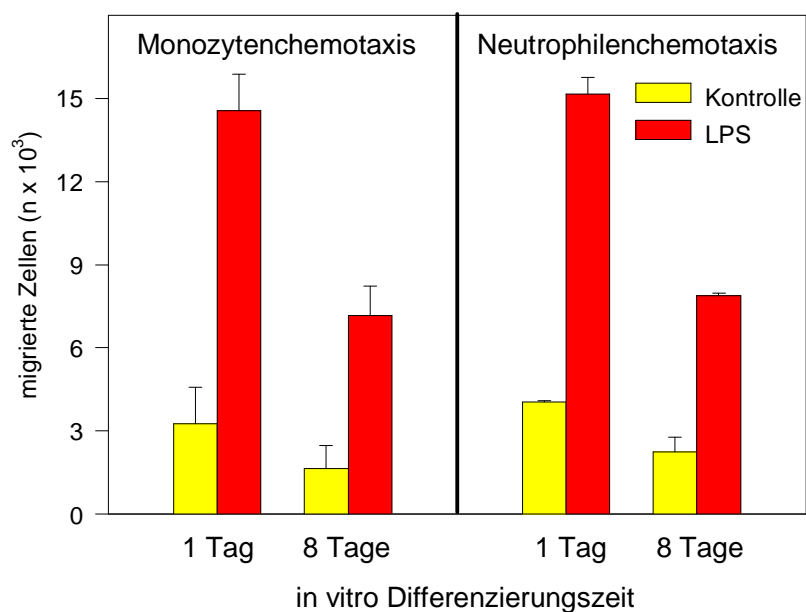 Monozytenchemotaxis
Neutrophilenchemotaxis
Kontrolle
LPS
migrierte Zellen (n x 10³)
15
12
9
6
3
0
1 Tag
8 Tage
1 Tag
8 Tage
in vitro Differenzierungszeit